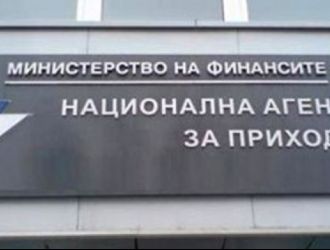 МИНИСТЕРСТВО НА ФИНАНСИТЕ
НАЦИОНАЛНА АГЕН
ЗА ПРИХОД